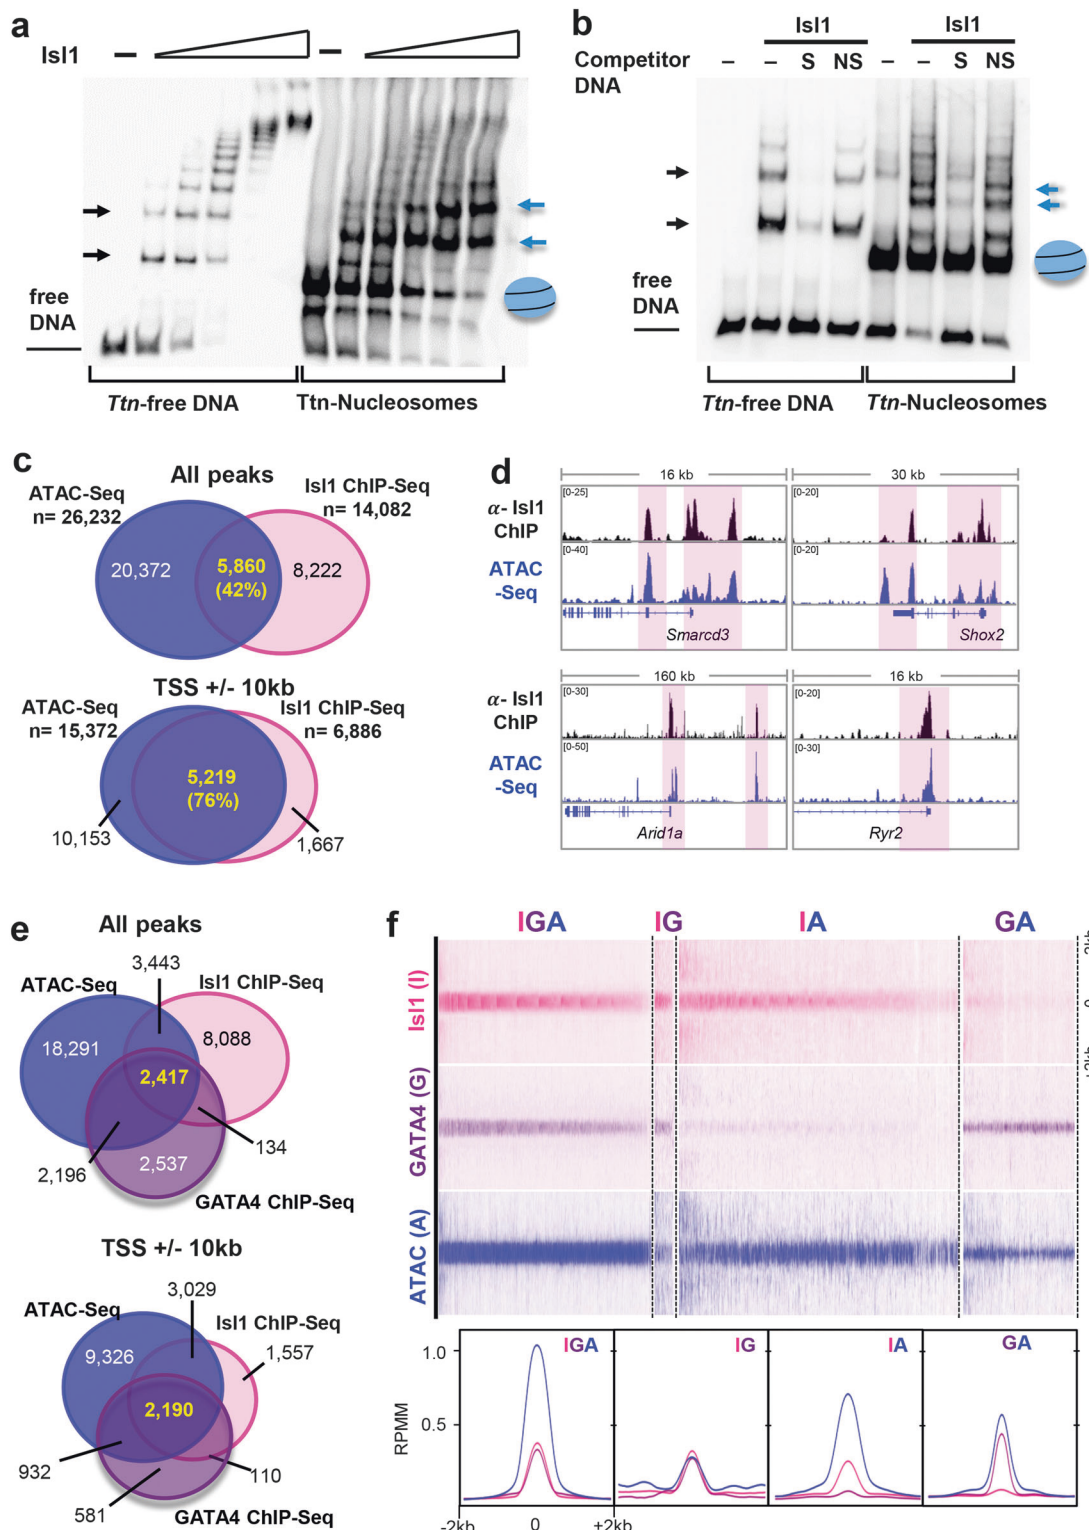 a
Isl1
–
–
free
DNA
Ttn-free DNA
Ttn-Nucleosomes
b
Isl1
Isl1
Competitor
DNA
– – S NS – – S NS
free
DNA
Ttn-free DNA
Ttn-Nucleosomes
c
All peaks
ATAC-Seq
n= 26,232
Isl1 ChIP-Seq
n= 14,082
20,372
5,860
(42%)
8,222
TSS +/- 10kb
ATAC-Seq
n= 15,372
Isl1 ChIP-Seq
n= 6,886
5,219
(76%)
10,153
1,667
d
16 kb
30 kb
α- Isl1
ChIP
[0-25]
[0-20]
ATAC
-Seq
[0-40]
[0-20]
Smarcd3
Shox2
160 kb
16 kb
α- Isl1
ChIP
[0-30]
[0-20]
ATAC
-Seq
[0-50]
[0-30]
Arid1a
Ryr2
e
All peaks
3,443
ATAC-Seq
Isl1 ChIP-Seq
18,291
8,088
2,417
134
2,196
2,537
GATA4 ChIP-Seq
TSS +/- 10kb
3,029
ATAC-Seq
Isl1 ChIP-Seq
9,326
1,557
2,190
932
110
581
GATA4 ChIP-Seq
f
IGA IG IA GA
Isl1 (I)
GATA4 (G)
ATAC (A)
-2kb
0
+2kb
IGA
IG
IA
GA
1.0
0.5
RPMM
-2kb 0 +2kb